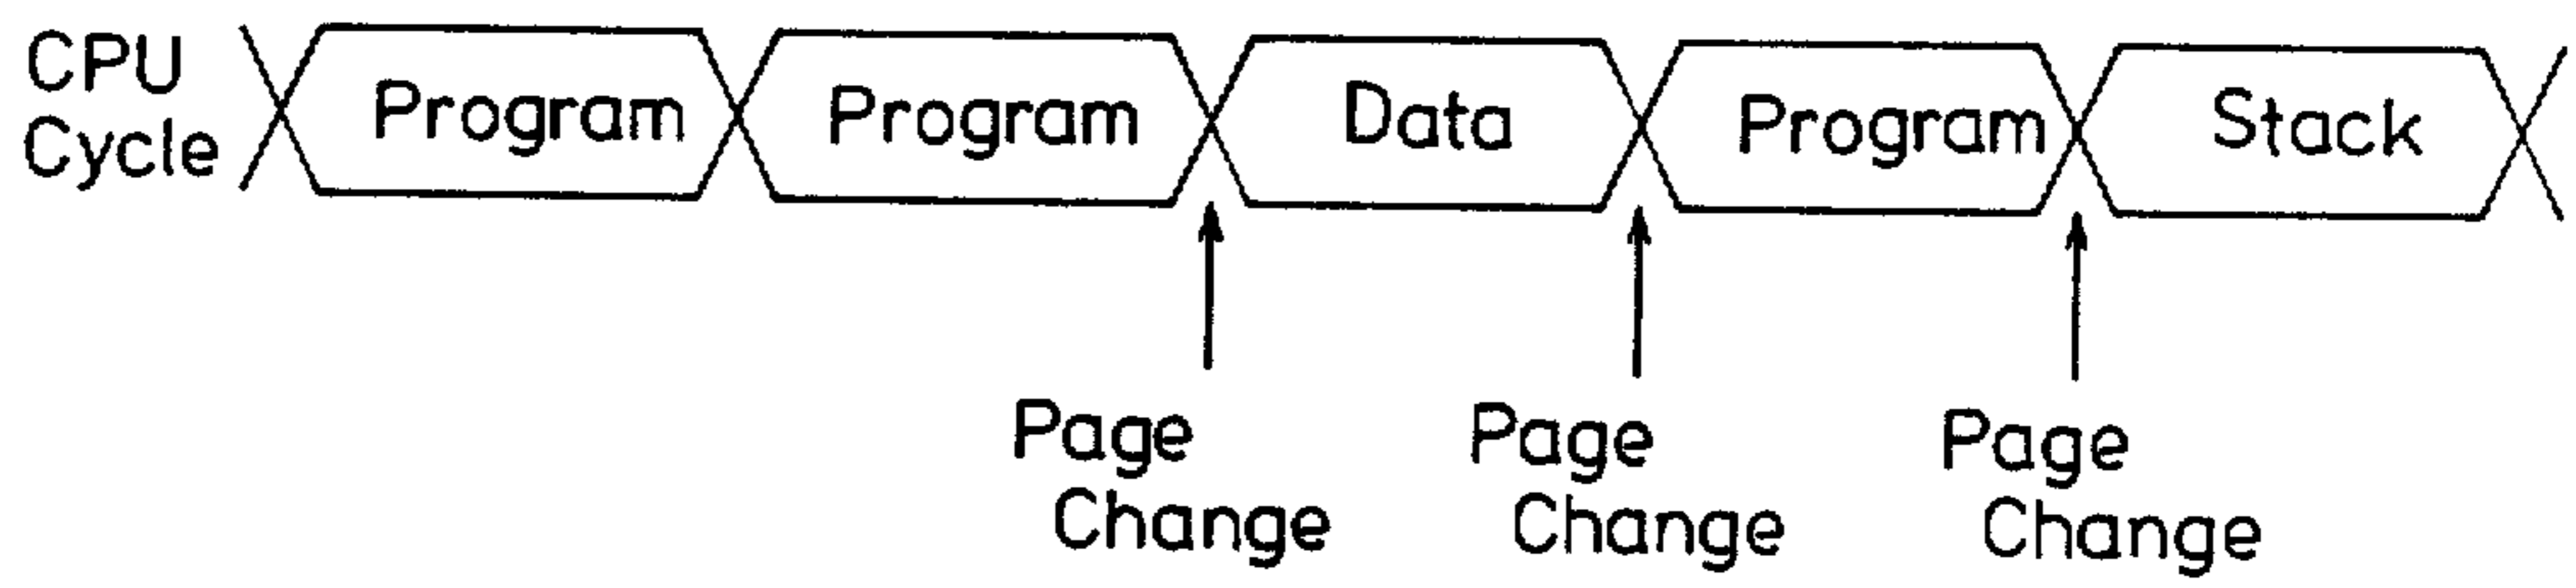 CPU
Cycle
Program
Program
Data
Program
Stack
Page
Change
Page
Change
Page
Change